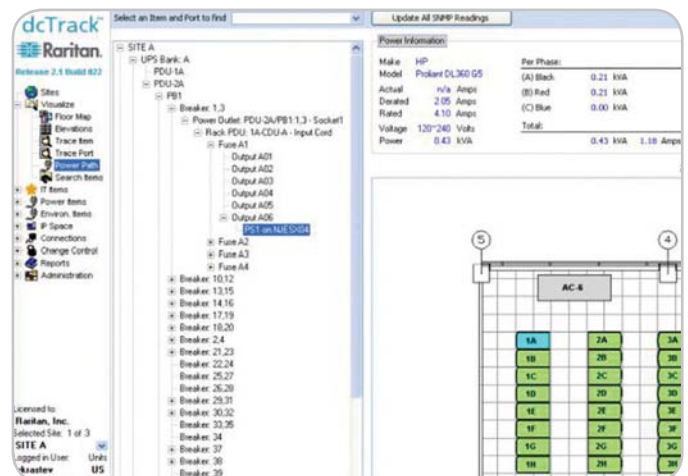 dcTrack™
Raritan.
Release 2.1 Build 022
Sites
Visualize
Floor Map
Elevations
Trace Item
Trace Port
Power Path
Search Items
IT Items
Power Items
Environ. Items
IP Space
Connections
Change Control
Reports
Administration
Licensed to:
Raritan, Inc.
Selected Site: 1 of 3
SITE A
Logged in User: Units
US
Select an Item and Port to find
Update All SNMP Readings
SITE A
UPS Bank: A
PDU-1A
PDU-2A
PB1
Breaker: 1,3
Power Outlet: PDU-2A/PB1:1,3 - Socket1
Rack PDU: 1A-CDU-A - Input Cord
Fuse A1
Output A01
Output A02
Output A03
Output A04
Output A05
Output A06
PS1 on NJESX04
Fuse A2
Fuse A3
Fuse A4
Breaker: 10,12
Breaker: 13,15
Breaker: 14,16
Breaker: 17,19
Breaker: 18,20
Breaker: 2,4
Breaker: 21,23
Breaker: 22,24
Breaker: 25,27
Breaker: 26,28
Breaker: 29,31
Breaker: 30,32
Breaker: 33,35
Breaker: 34
Breaker: 37
Breaker: 38
Breaker: 39
Power Information
Make HP
Model Proliant DL360 G5
Actual n/a Amps
Derated 2.05 Amps
Rated 4.10 Amps
Voltage 120~240 Volts
Power 0.43 KVA
Per Phase:
(A) Black 0.21 kVA
(B) Red 0.21 kVA
(C) Blue 0.00 kVA
Total:
0.43 kVA 1.18 Amps
5 4
AC-6
1A 2A 3A
1B 2B 3B
1C 2C 3C
1D 2D 3D
1E 2E 3E
1F 2F 3F
1G 2G 3G
1H 2H 3H